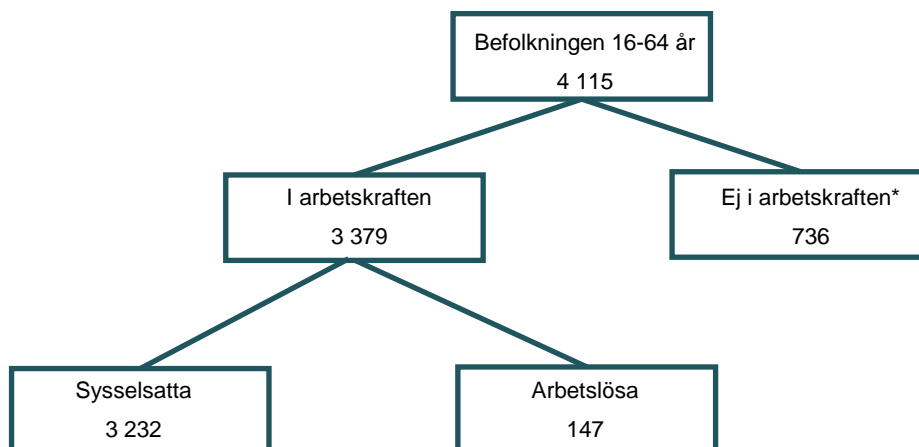 Befolkningen 16-64 år
4 115
I arbetskraften
3 379
Ej i arbetskraften*
736
Sysselsatta
3 232
Arbetslösa
147